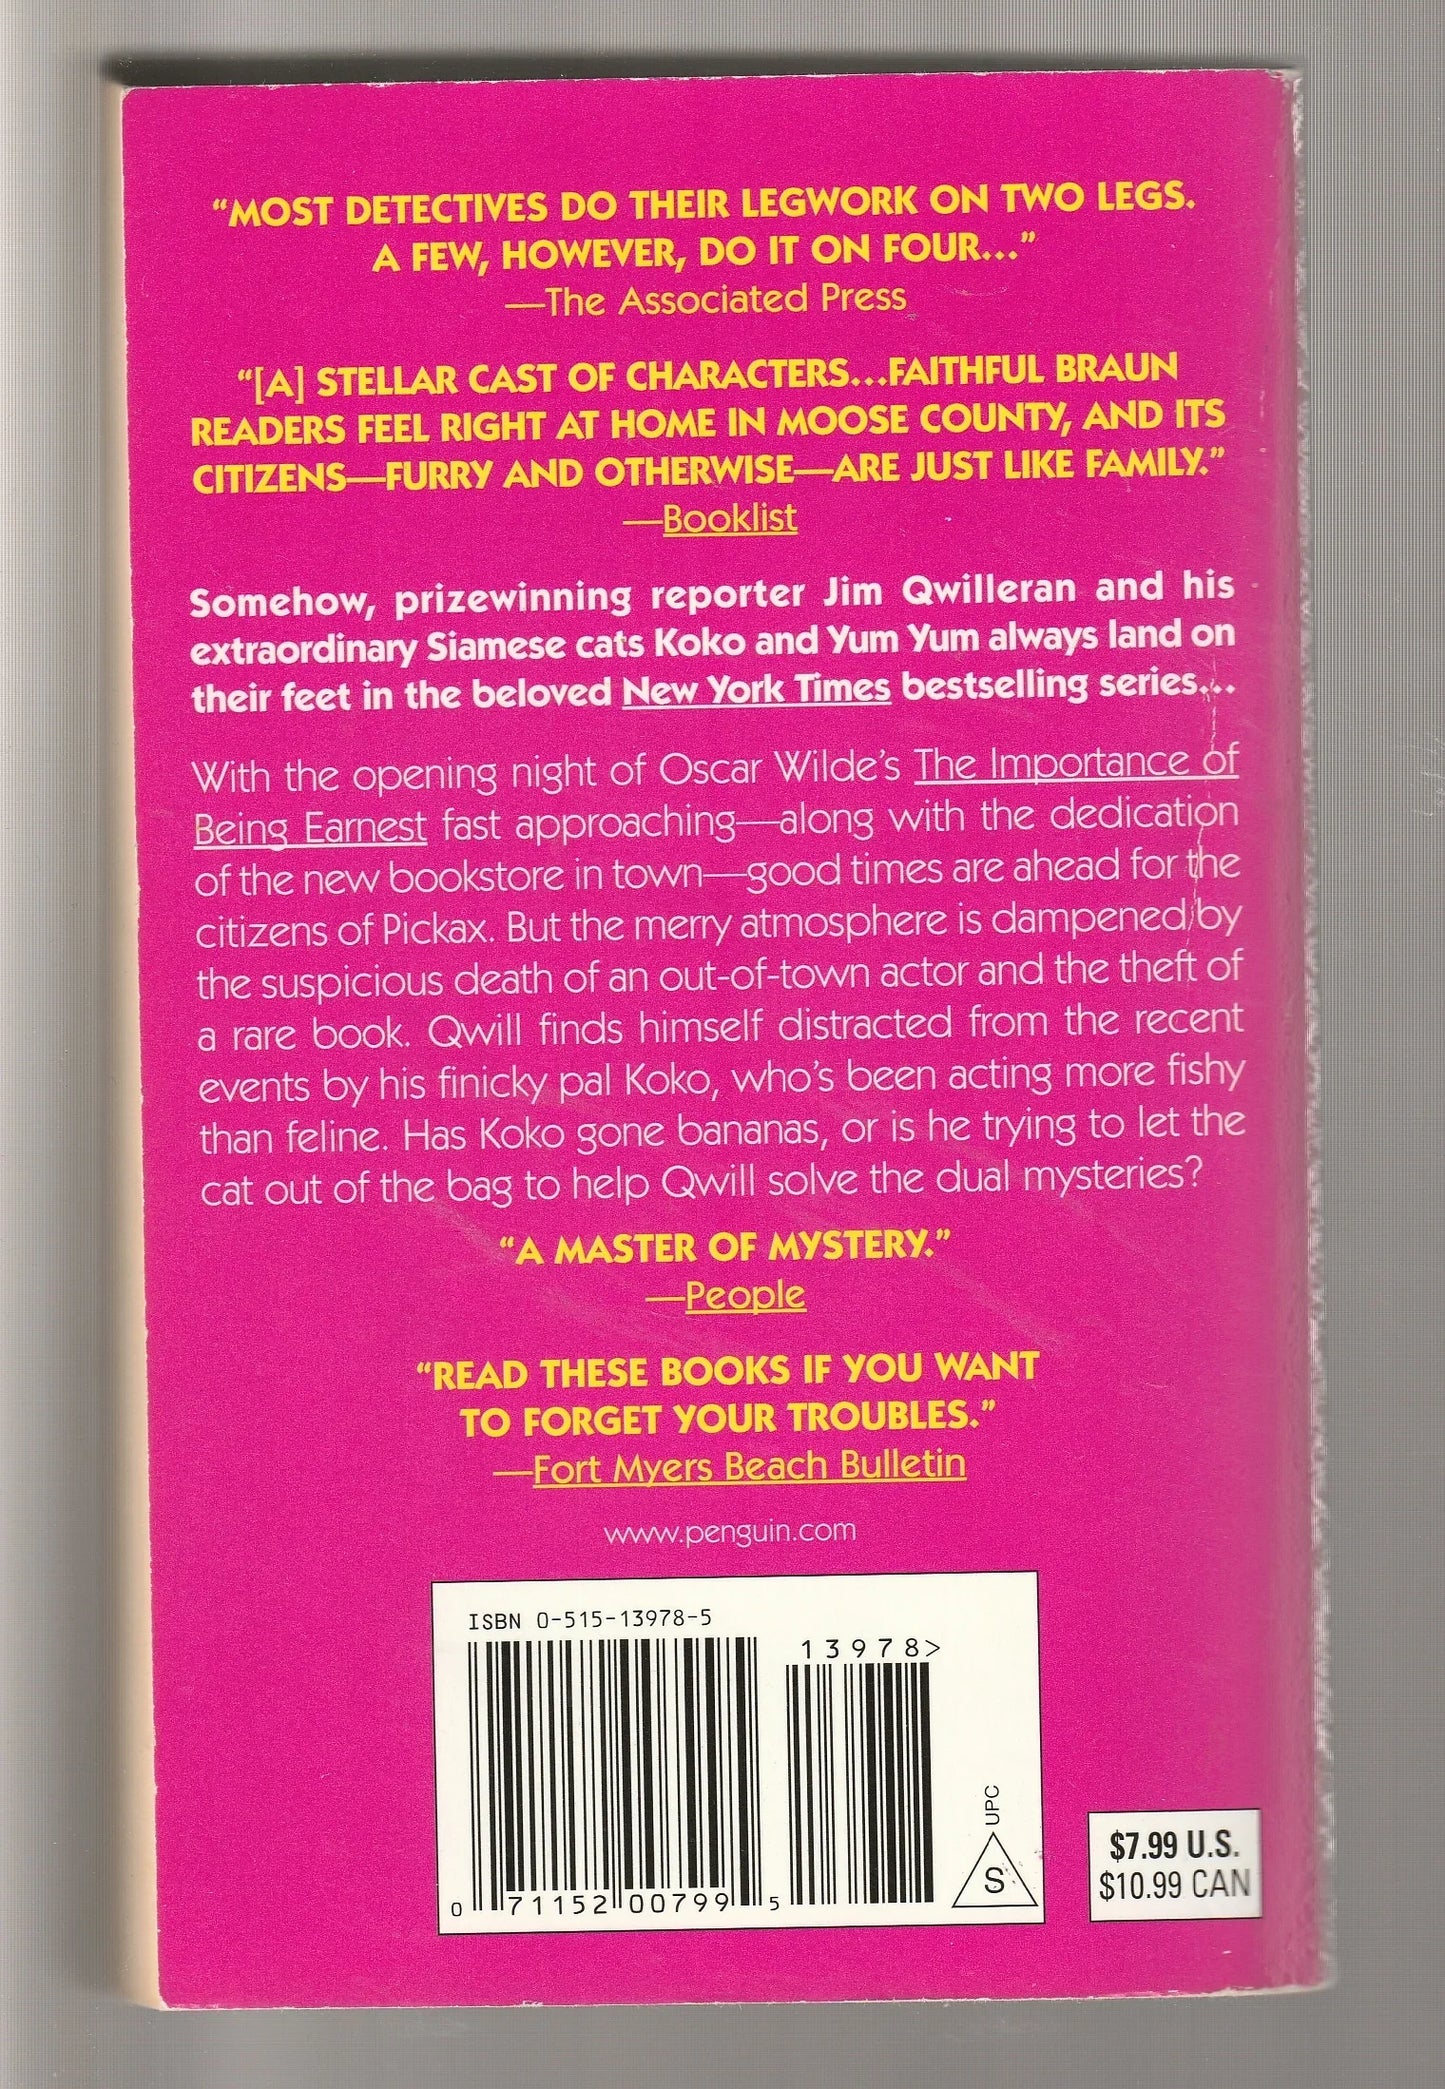 “MOST DETECTIVES DO THEIR LEGWORK ON TWO LEGS.
A FEW, HOWEVER, DO IT ON FOUR...”
—The Associated Press
“[A] STELLAR CAST OF CHARACTERS...FAITHFUL BRAUN
READERS FEEL RIGHT AT HOME IN MOOSE COUNTY, AND ITS
CITIZENS—FURRY AND OTHERWISE—ARE JUST LIKE FAMILY.”
—Booklist
Somehow, prizewinning reporter Jim Qwilleran and his
extraordinary Siamese cats Koko and Yum Yum always land on
their feet in the beloved New York Times bestselling series...
With the opening night of Oscar Wilde’s The Importance of
Being Earnest fast approaching—along with the dedication
of the new bookstore in town—good times are ahead for the
citizens of Pickax. But the merry atmosphere is dampened by
the suspicious death of an out-of-town actor and the theft of
a rare book. Qwill finds himself distracted from the recent
events by his finicky pal Koko, who’s been acting more fishy
than feline. Has Koko gone bananas, or is he trying to let the
cat out of the bag to help Qwill solve the dual mysteries?
“A MASTER OF MYSTERY.”
—People
“READ THESE BOOKS IF YOU WANT
TO FORGET YOUR TROUBLES.”
—Fort Myers Beach Bulletin
www.penguin.com
ISBN 0-515-13978-5
13978>
0 71152 00799 5
UPC
S
$7.99 U.S.
$10.99 CAN